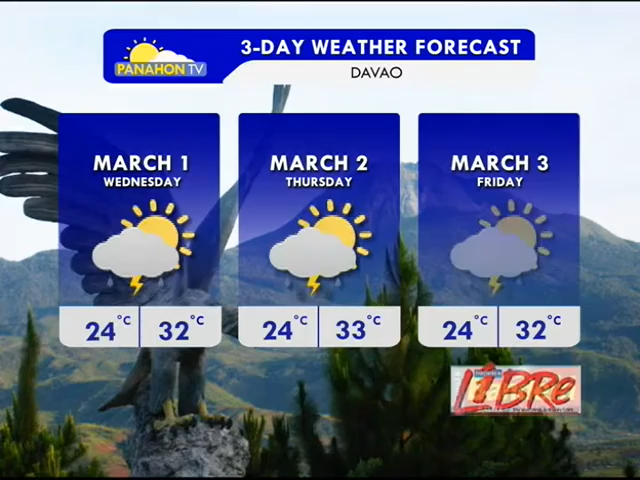 PANAHON TV
3-DAY WEATHER FORECAST
DAVAO
MARCH 1
WEDNESDAY
24°C 32°C
MARCH 2
THURSDAY
24°C 33°C
MARCH 3
FRIDAY
24°C 32°C
LiBRe